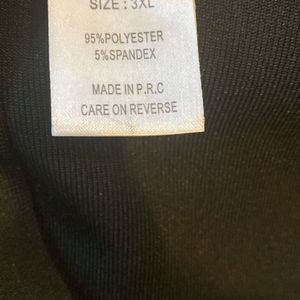 SIZE : 3XL
95%POLYESTER
5%SPANDEX
MADE IN P.R.C
CARE ON REVERSE